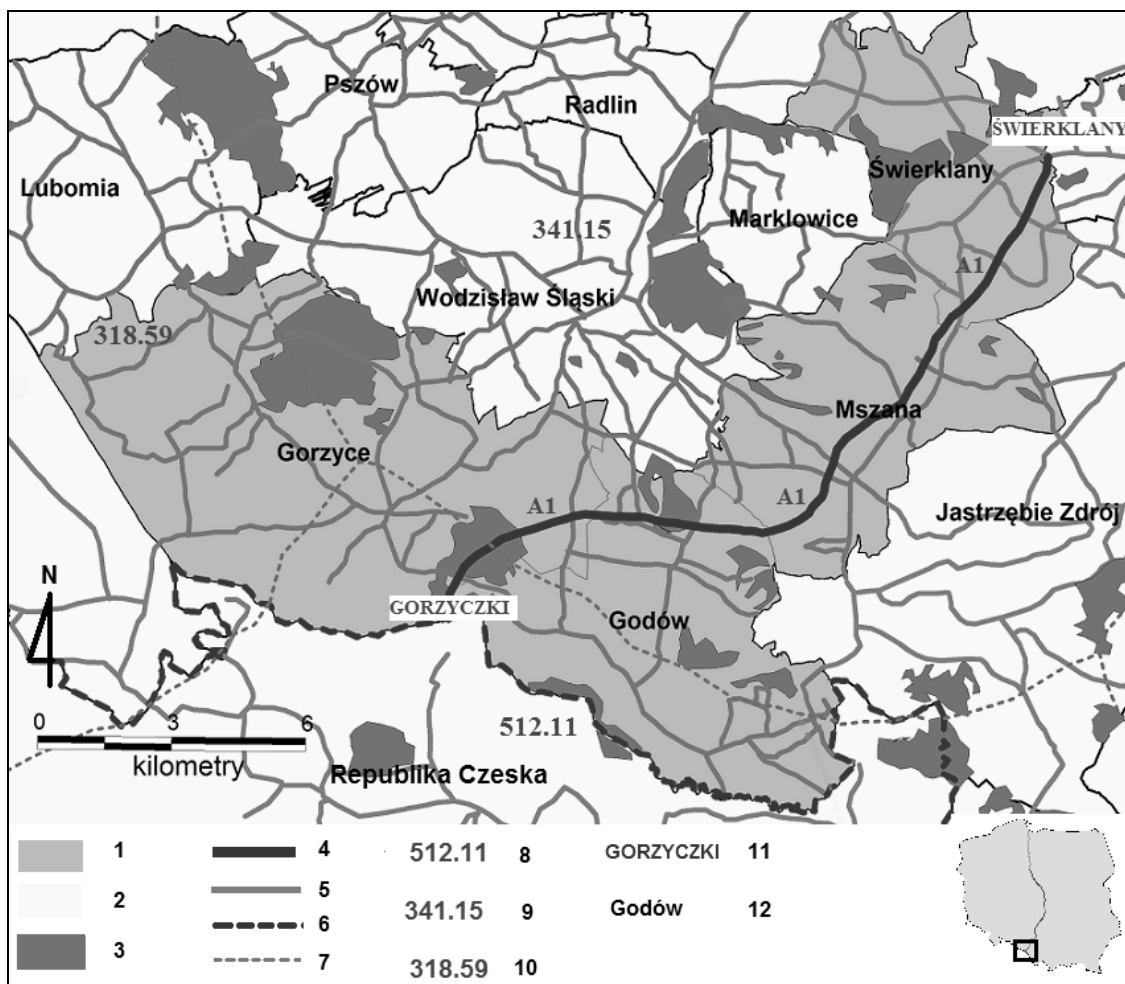 Pszów
Radlin
ŚWIERKLANY
Lubomia
Świerklany
Marklowice
341.15
A1
Wodzisław Śląski
318.59
Mszana
Gorzyce
A1
A1
Jastrzębie Zdrój
N
GORZYCZKI
Godów
0 3 6
kilometry
512.11
Republika Czeska
1
2
3
4
5
6
7
512.11 8
341.15 9
318.59 10
GORZYCZKI 11
Godów 12